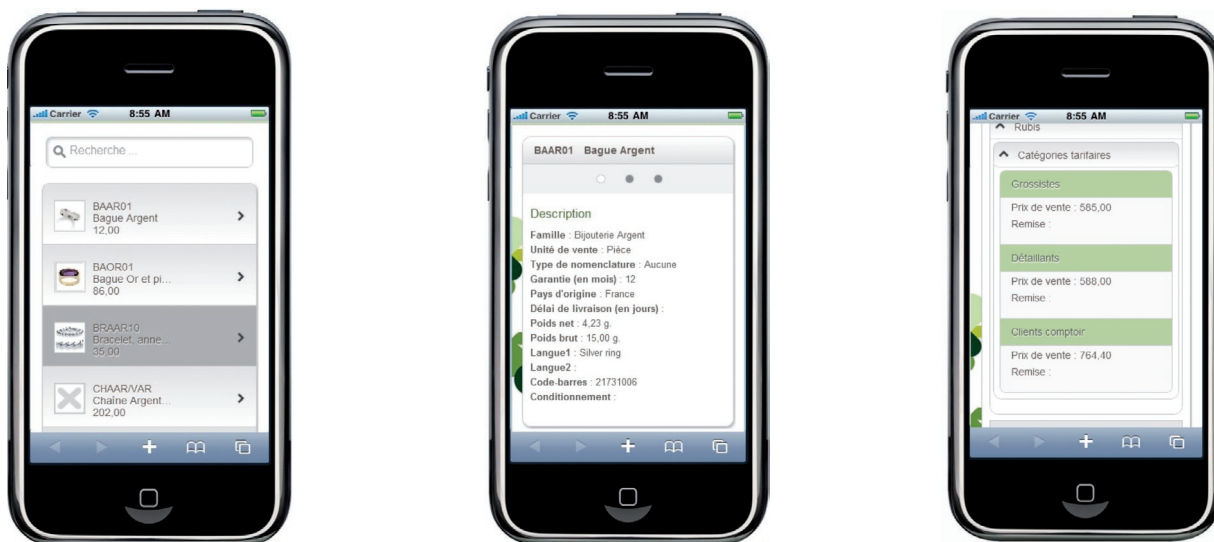 Carrier 8:55 AM
Recherche ...
BAAR01
Bague Argent
12,00
BAOR01
Bague Or et pi...
86,00
BRAAR10
Bracelet, anne...
35,00
CHAAR/VAR
Chaîne Argent...
202,00
Carrier 8:55 AM
BAAR01 Bague Argent
Description
Famille : Bijouterie Argent
Unité de vente : Pièce
Type de nomenclature : Aucune
Garantie (en mois) : 12
Pays d'origine : France
Délai de livraison (en jours) :
Poids net : 4,23 g.
Poids brut : 15,00 g.
Langue1 : Silver ring
Langue2 :
Code-barres : 21731006
Conditionnement :
Carrier 8:55 AM
Rubis
Catégories tarifaires
Grossistes
Prix de vente : 585,00
Remise :
Détaillants
Prix de vente : 588,00
Remise :
Clients comptoir
Prix de vente : 764,40
Remise :